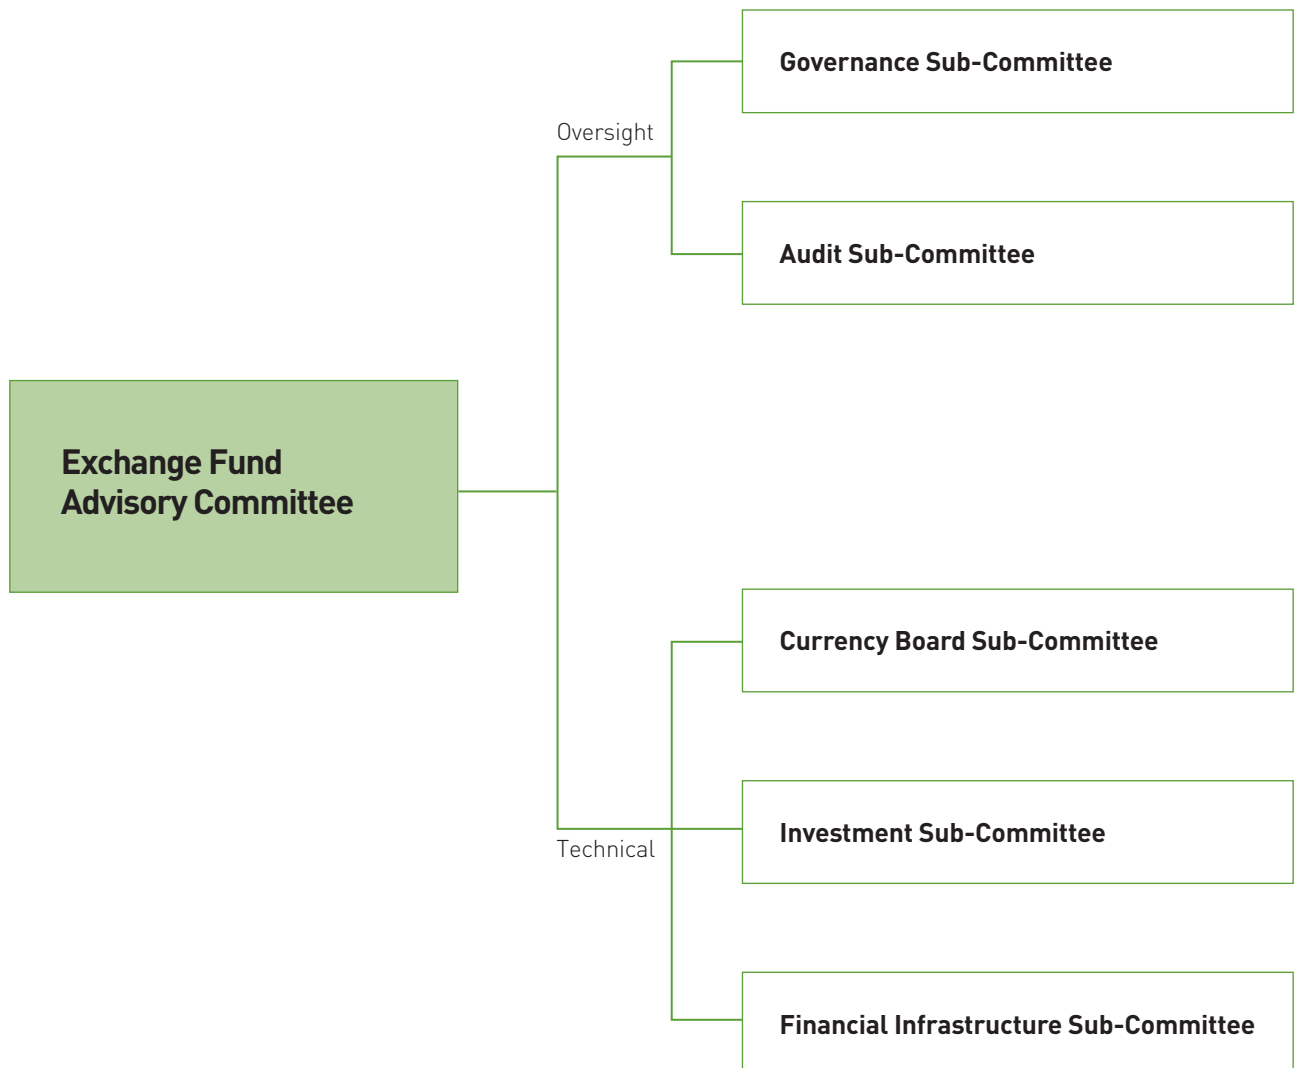 Governance Sub-Committee
Oversight
Audit Sub-Committee
Exchange Fund
Advisory Committee
Currency Board Sub-Committee
Investment Sub-Committee
Technical
Financial Infrastructure Sub-Committee